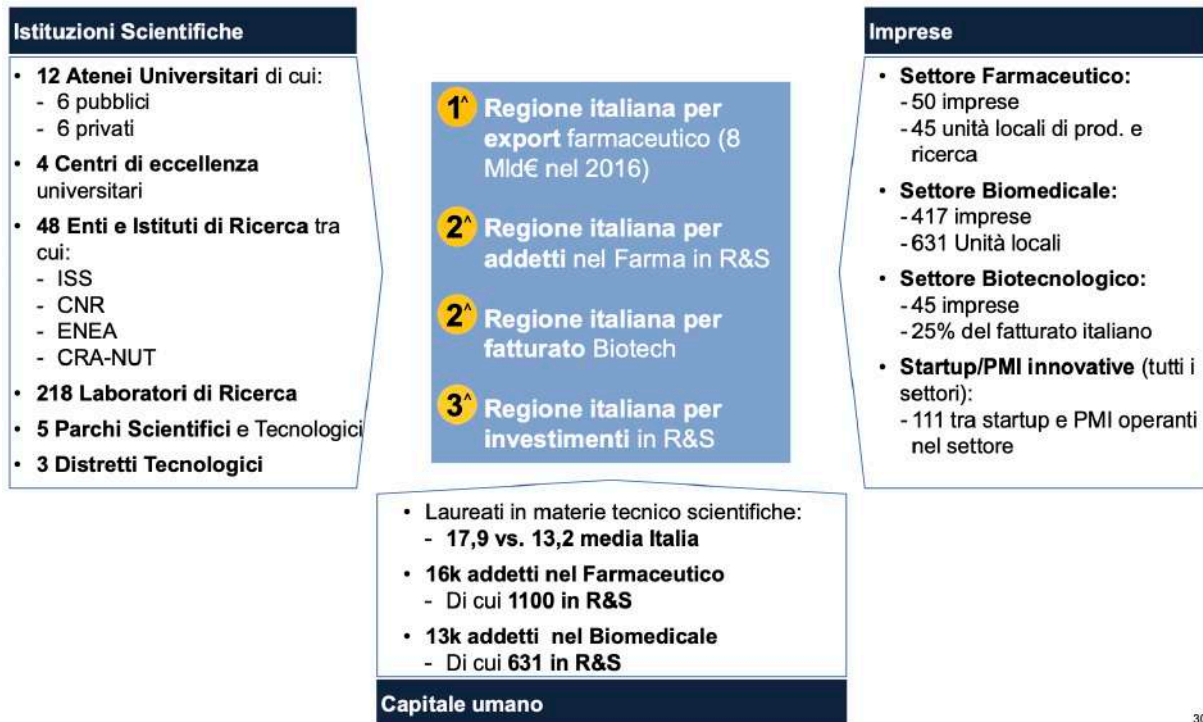 Istituzioni Scientifiche
• 12 Atenei Universitari di cui:
- 6 pubblici
- 6 privati
• 4 Centri di eccellenza
universitari
• 48 Enti e Istituti di Ricerca tra
cui:
- ISS
- CNR
- ENEA
- CRA-NUT
• 218 Laboratori di Ricerca
• 5 Parchi Scientifici e Tecnologici
• 3 Distretti Tecnologici
1^ Regione italiana per
export farmaceutico (8
Mld€ nel 2016)
2^ Regione italiana per
addetti nel Farma in R&S
2^ Regione italiana per
fatturato Biotech
3^ Regione italiana per
investimenti in R&S
Imprese
• Settore Farmaceutico:
- 50 imprese
- 45 unità locali di prod. e
ricerca
• Settore Biomedicale:
- 417 imprese
- 631 Unità locali
• Settore Biotecnologico:
- 45 imprese
- 25% del fatturato italiano
• Startup/PMI innovative (tutti i
settori):
- 111 tra startup e PMI operanti
nel settore
• Laureati in materie tecnico scientifiche:
- 17,9 vs. 13,2 media Italia
• 16k addetti nel Farmaceutico
- Di cui 1100 in R&S
• 13k addetti nel Biomedicale
- Di cui 631 in R&S
Capitale umano